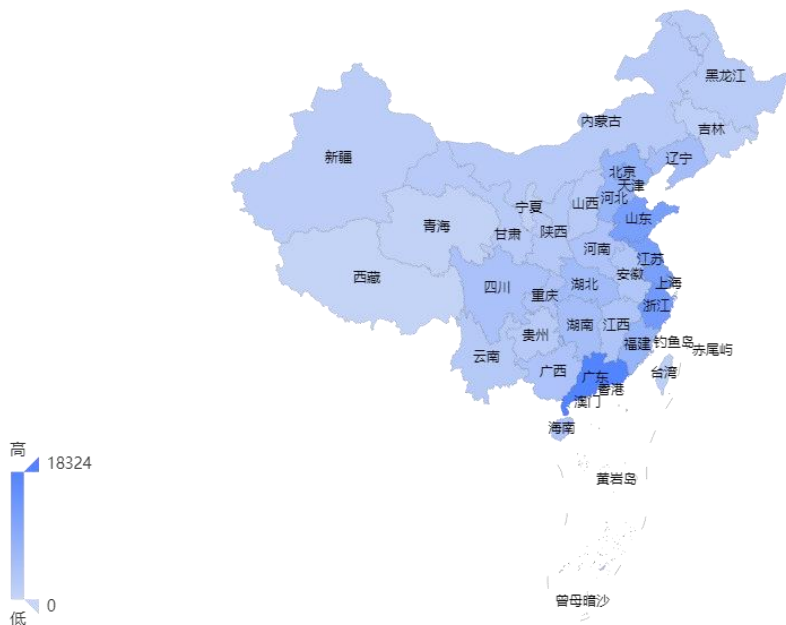 黑龙江
内蒙古
吉林
新疆
辽宁
北京
天津
河北
宁夏
山西
山东
青海
甘肃
陕西
河南
江苏
西藏
安徽
四川
重庆
湖北
上海
浙江
湖南
江西
贵州
福建
钓鱼岛
赤尾屿
云南
广西
广东
台湾
香港
澳门
海南
黄岩岛
曾母暗沙
高
18324
0
低